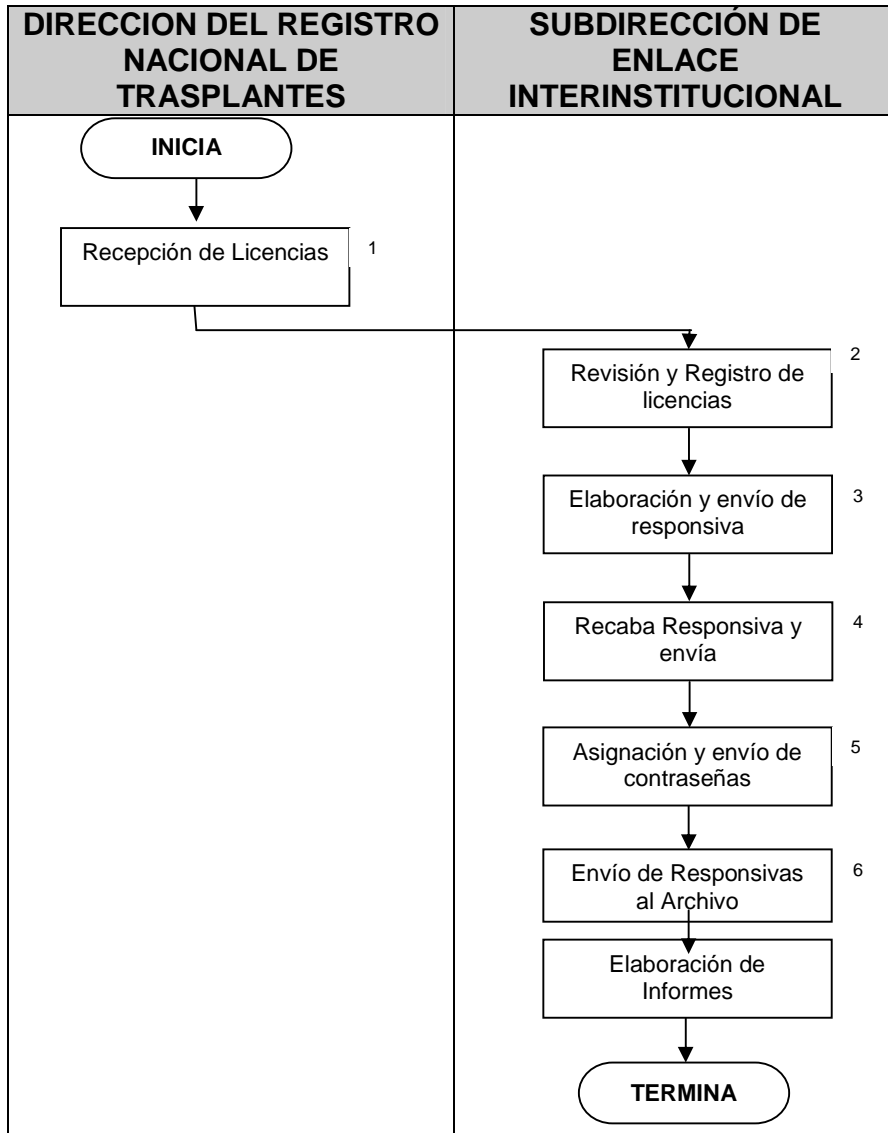 DIRECCION DEL REGISTRO
NACIONAL DE
TRASPLANTES
SUBDIRECCIÓN DE
ENLACE
INTERINSTITUCIONAL
INICIA
Recepción de Licencias
1
2
Revisión y Registro de
licencias
3
Elaboración y envío de
responsiva
4
Recaba Responsiva y
envía
5
Asignación y envío de
contraseñas
6
Envío de Responsivas
al Archivo
Elaboración de
Informes
TERMINA